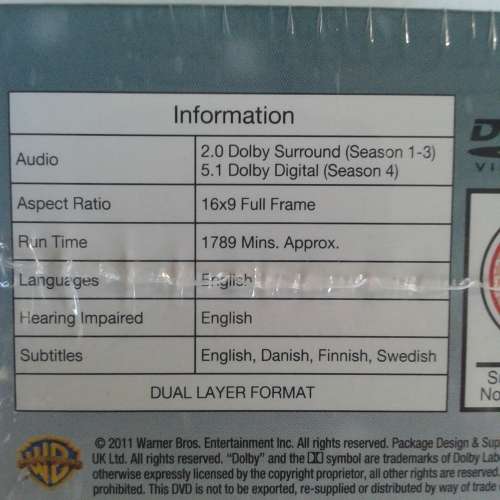 Information
Audio
2.0 Dolby Surround (Season 1-3)
5.1 Dolby Digital (Season 4)
Aspect Ratio
16x9 Full Frame
Run Time
1789 Mins. Approx.
Languages
English
Hearing Impaired
English
Subtitles
English, Danish, Finnish, Swedish
DUAL LAYER FORMAT
© 2011 Warner Bros. Entertainment Inc. All rights reserved. Package Design &
UK Ltd. All rights reserved. “Dolby” and the symbol are trademarks of Dolby
otherwise expressly licensed by the copyright proprietor, all other rights are reserved.
prohibited. This DVD is not to be exported, re-supplied or distributed by way of trade
WB